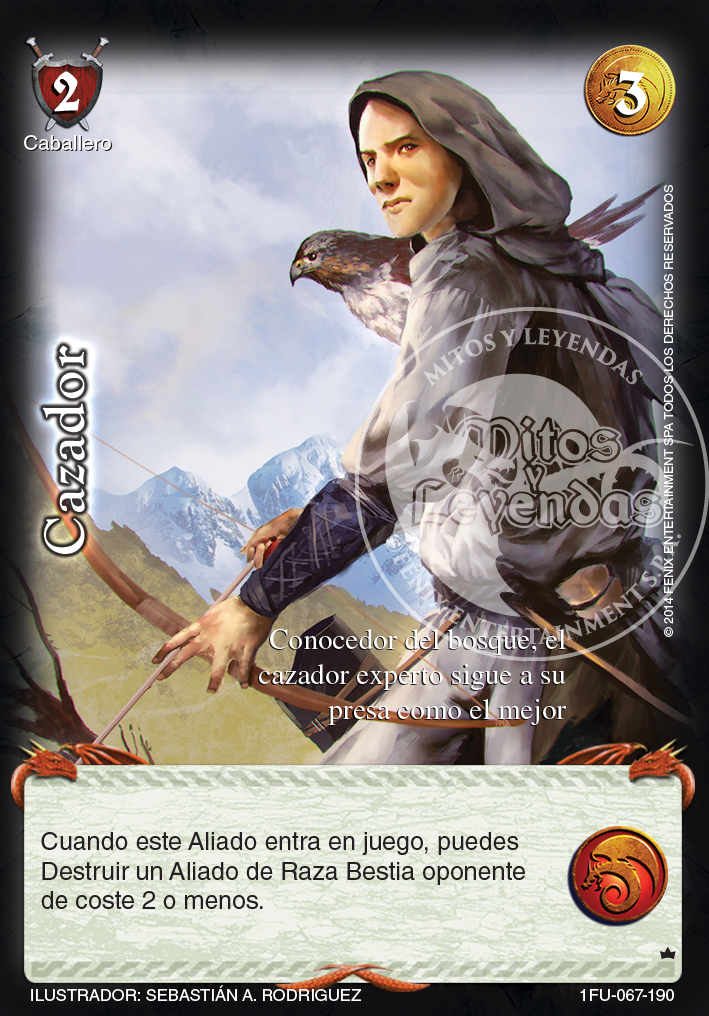 2
3
Caballero
Cazador
© 2014 FENIX ENTERTAINMENT SPA TODOS LOS DERECHOS RESERVADOS
MITOS Y LEYENDAS
Mitos
y
Leyendas
ENTERTAINMENT S.P.A.
Conocedor del bosque, el
cazador experto sigue a su
presa como el mejor
Cuando este Aliado entra en juego, puedes
Destruir un Aliado de Raza Bestia oponente
de coste 2 o menos.
ILUSTRADOR: SEBASTIÁN A. RODRIGUEZ
1FU-067-190